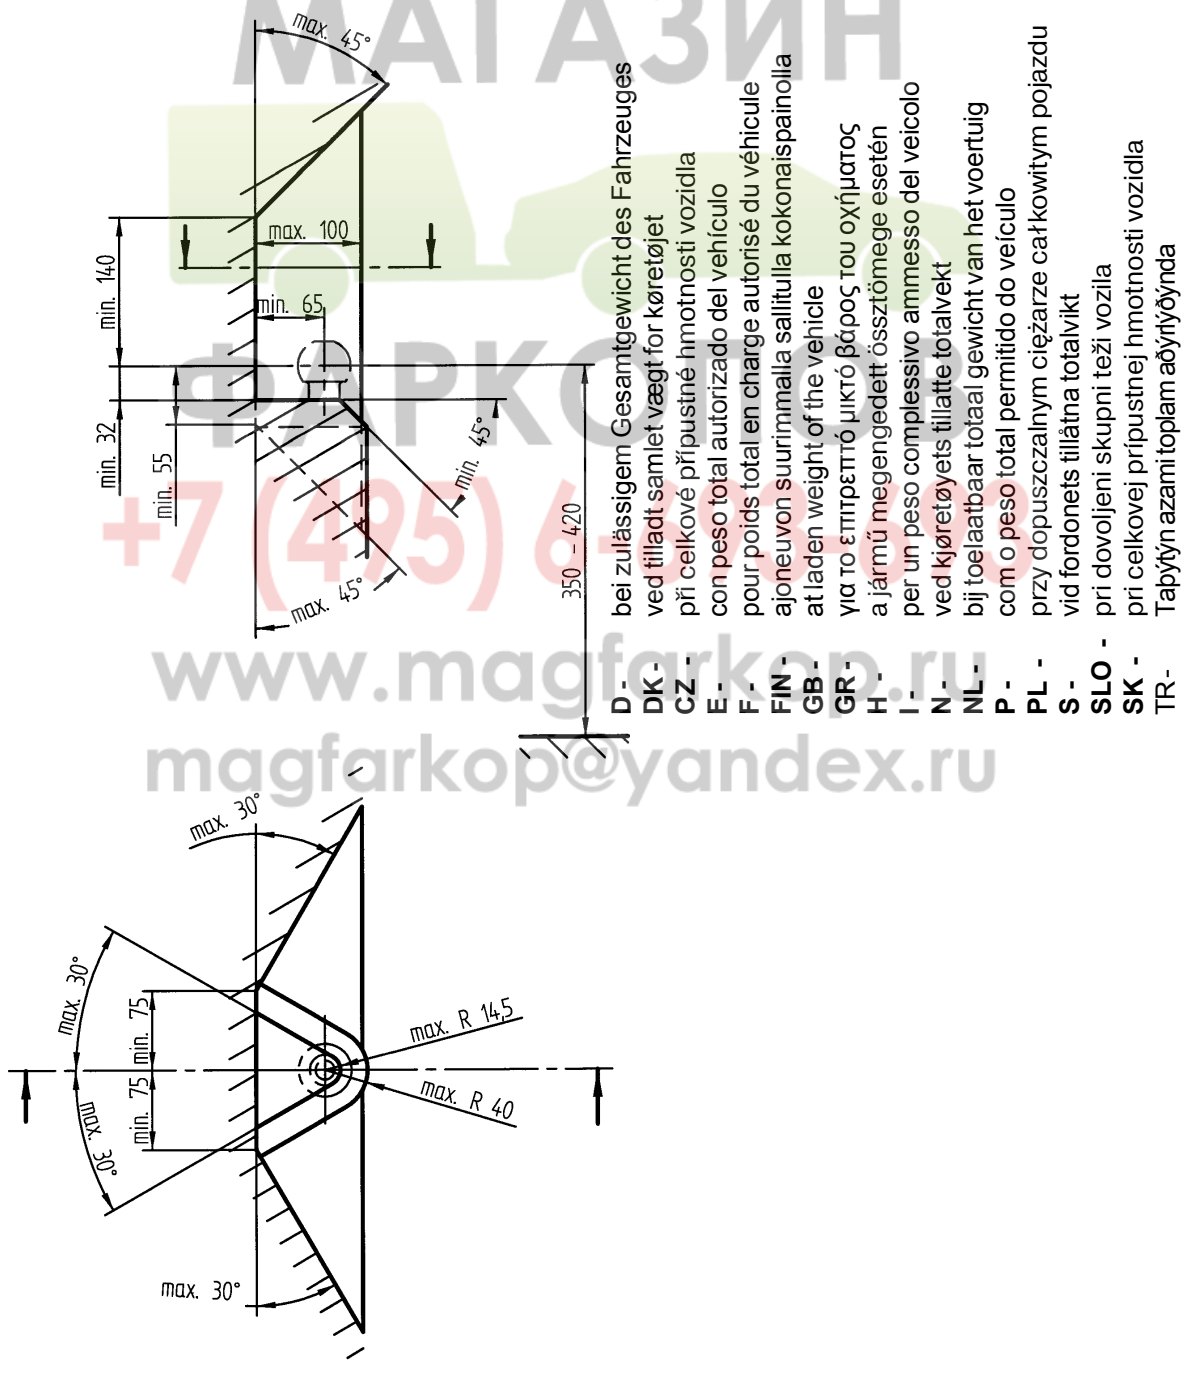 МАГАЗИН
ФАРКОПОВ
+7 (495) 6-693-693
www.magfarkop.ru
magfarkop@yandex.ru
max. 45°
max. 100
min. 140
min. 65
min. 32
min. 55
min. 45°
max. 45°
350 - 420
max. 30°
max. 30°
min. 75
min. 75
max. 30°
max. 30°
max. R 14,5
max. R 40
D - bei zulässigem Gesamtgewicht des Fahrzeuges
DK - ved tilladt samlet vægt for køretøjet
CZ - při celkové přípustné hmotnosti vozidla
E - con peso total autorizado del vehículo
F - pour poids total en charge autorisé du véhicule
FIN - ajoneuvon suurimmalla sallitulla kokonaispainolla
GB - at laden weight of the vehicle
GR - για το επιτρεπτό μικτό βάρος του οχήματος
H - a jármű megengedett össztömege esetén
I - per un peso complessivo ammesso del veicolo
N - ved kjøretøyets tillatte totalvekt
NL - bij toelaatbaar totaal gewicht van het voertuig
P - com o peso total permitido do veículo
PL - przy dopuszczalnym ciężarze całkowitym pojazdu
S - vid fordonets tillåtna totalvikt
SLO - pri dovoljeni skupni teži vozila
SK - pri celkovej prípustnej hmotnosti vozidla
TR - Taþýtýn azami toplam aðýrlýðýnda